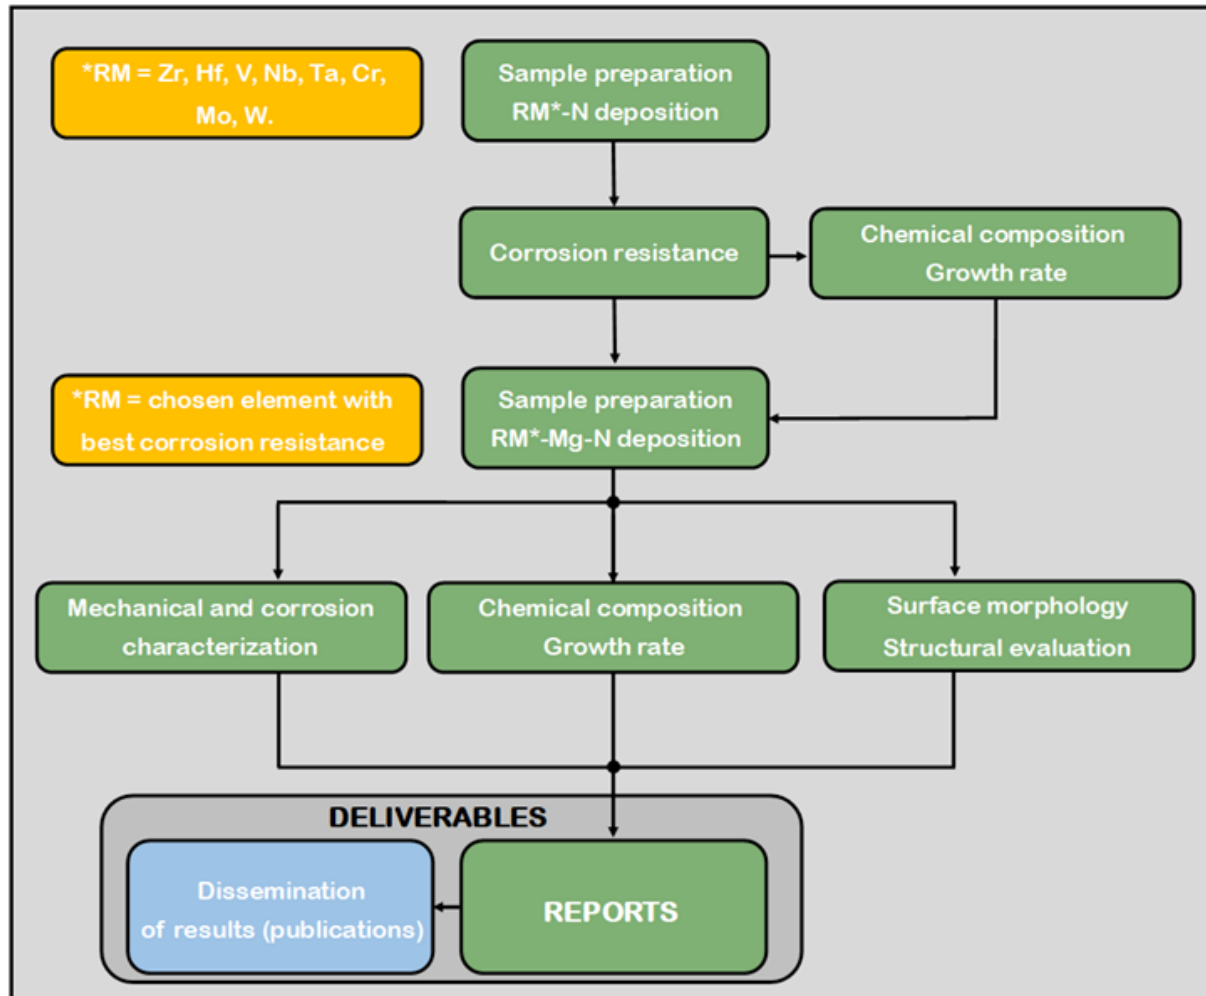 *RM = Zr, Hf, V, Nb, Ta, Cr,
Mo, W.
Sample preparation
RM*-N deposition
Corrosion resistance
Chemical composition
Growth rate
*RM = chosen element with
best corrosion resistance
Sample preparation
RM*-Mg-N deposition
Mechanical and corrosion
characterization
Chemical composition
Growth rate
Surface morphology
Structural evaluation
DELIVERABLES
Dissemination
of results (publications)
REPORTS